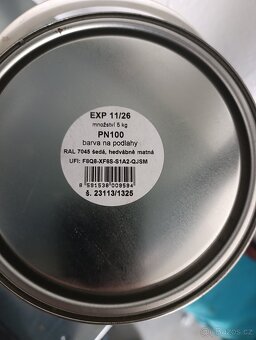 EXP 11/26
množství 5 kg
PN100
barva na podlahy
RAL 7045 šedá, hedvábně matná
UFI: F8Q8-XF6S-S1A2-QJSM
8 591538 009594
š. 23113/1325
bazos.cz